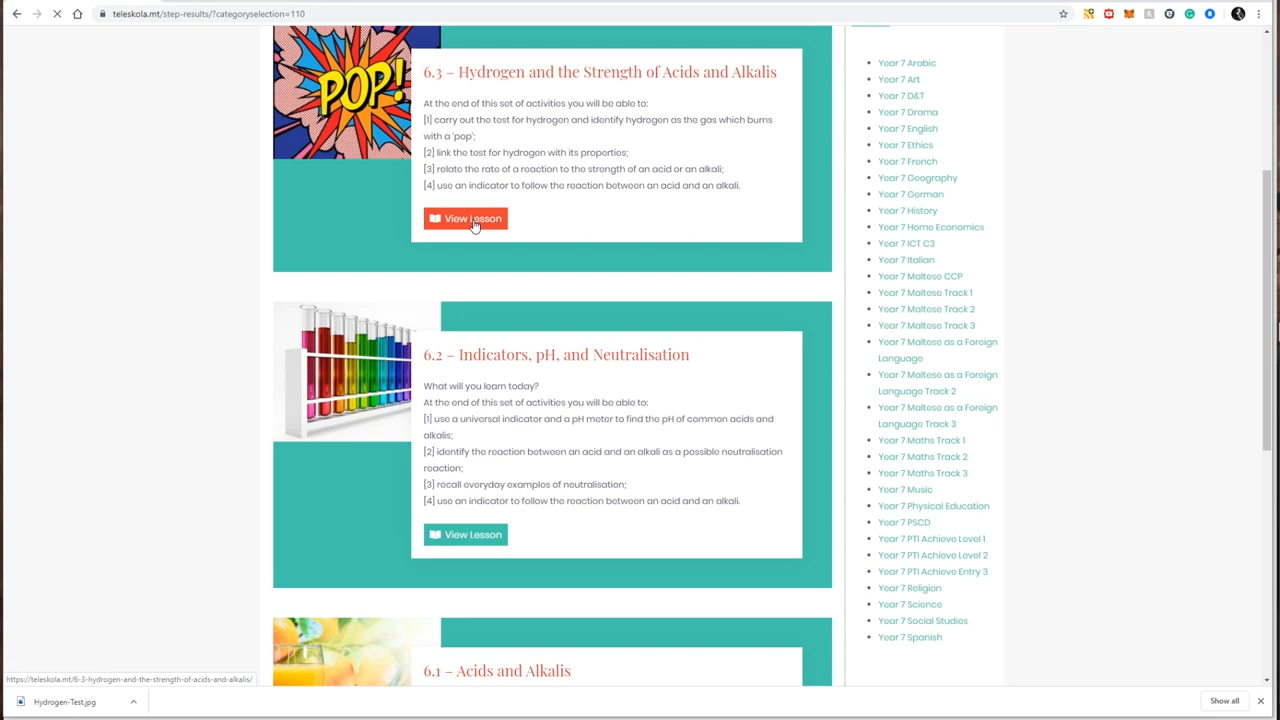 teleskola.mt/step-results/?categoryselection=110
POP!
6.3 – Hydrogen and the Strength of Acids and Alkalis
At the end of this set of activities you will be able to:
[1] carry out the test for hydrogen and identify hydrogen as the gas which burns
with a 'pop';
[2] link the test for hydrogen with its properties;
[3] relate the rate of a reaction to the strength of an acid or an alkali;
[4] use an indicator to follow the reaction between an acid and an alkali.
View Lesson
6.2 – Indicators, pH, and Neutralisation
What will you learn today?
At the end of this set of activities you will be able to:
[1] use a universal indicator and a pH meter to find the pH of common acids and
alkalis;
[2] identify the reaction between an acid and an alkali as a possible neutralisation
reaction;
[3] recall everyday examples of neutralisation;
[4] use an indicator to follow the reaction between an acid and an alkali.
View Lesson
6.1 – Acids and Alkalis
Year 7 Arabic
Year 7 Art
Year 7 D&T
Year 7 Drama
Year 7 English
Year 7 Ethics
Year 7 French
Year 7 Geography
Year 7 German
Year 7 History
Year 7 Home Economics
Year 7 ICT C3
Year 7 Italian
Year 7 Maltese CCP
Year 7 Maltese Track 1
Year 7 Maltese Track 2
Year 7 Maltese Track 3
Year 7 Maltese as a Foreign
Language
Year 7 Maltese as a Foreign
Language Track 2
Year 7 Maltese as a Foreign
Language Track 3
Year 7 Maths Track 1
Year 7 Maths Track 2
Year 7 Maths Track 3
Year 7 Music
Year 7 Physical Education
Year 7 PSCD
Year 7 PTI Achieve Level 1
Year 7 PTI Achieve Level 2
Year 7 PTI Achieve Entry 3
Year 7 Religion
Year 7 Science
Year 7 Social Studies
Year 7 Spanish
https://teleskola.mt/6-3-hydrogen-and-the-strength-of-acids-and-alkalis/
Hydrogen-Test.jpg
Show all